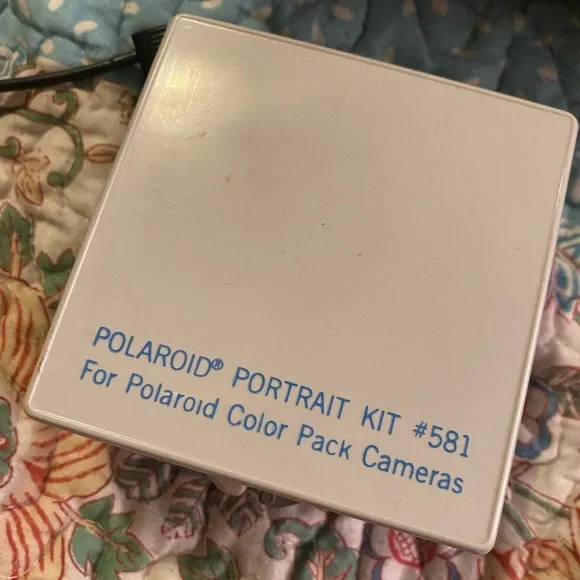 POLAROID® PORTRAIT KIT #581
For Polaroid Color Pack Cameras